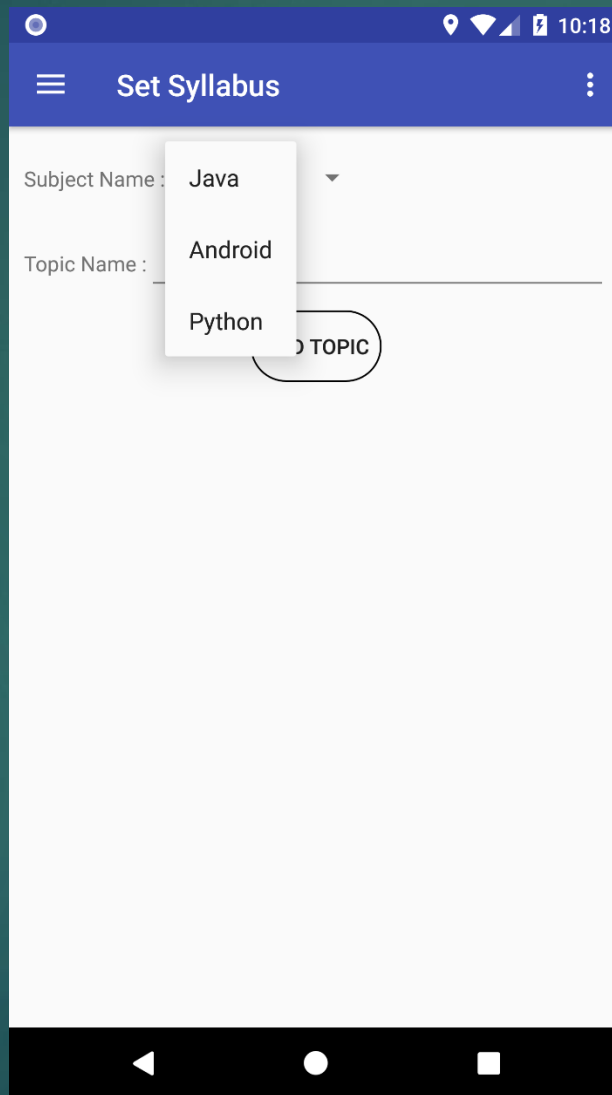 10:18
Set Syllabus
Subject Name : Java
Android
Topic Name :
Python
TOPIC